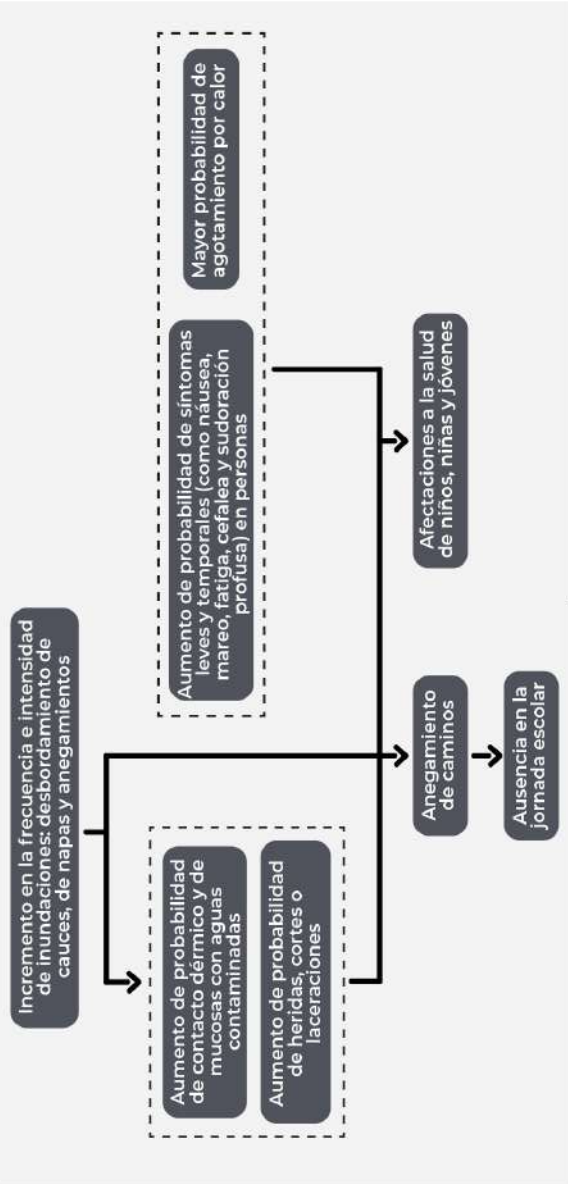 Incremento en la frecuencia e intensidad
de inundaciones: desbordamiento de
cauces, de napas y anegamientos
Aumento de probabilidad
de contacto dérmico y de
mucosas con aguas
contaminadas
Aumento de probabilidad
de heridas, cortes o
laceraciones
Aumento de probabilidad de síntomas
leves y temporales (como náusea,
mareo, fatiga, cefalea y sudoración
profusa) en personas
Mayor probabilidad de
agotamiento por calor
Anegamiento
de caminos
Ausencia en la
jornada escolar
Afectaciones a la salud
de niños, niñas y jóvenes